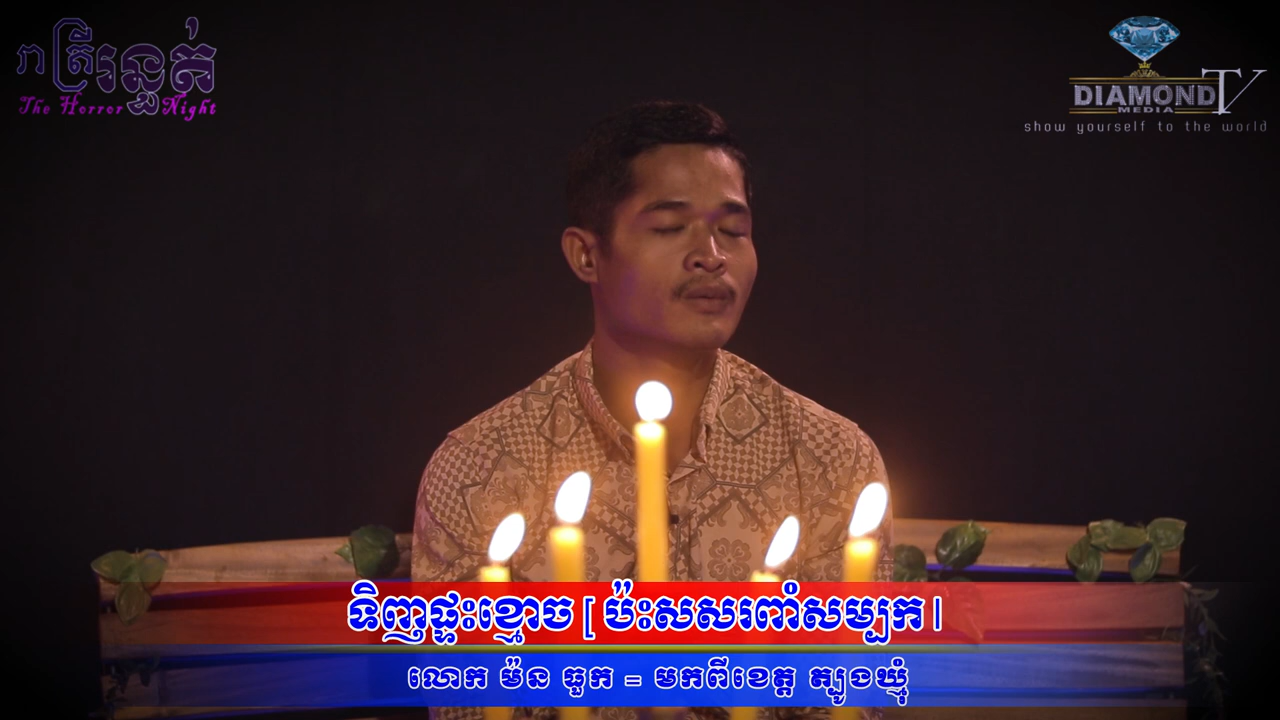 រាត្រីរន្ធត់
The Horror Night
DIAMOND TV
MEDIA
show yourself to the world
ទិញផ្ទះខ្មោច [ ប៉ះសសរពាំសម្បក |
លោក ម៉ន ធួក = មកពីខេត្ត ត្បូងឃ្មុំ